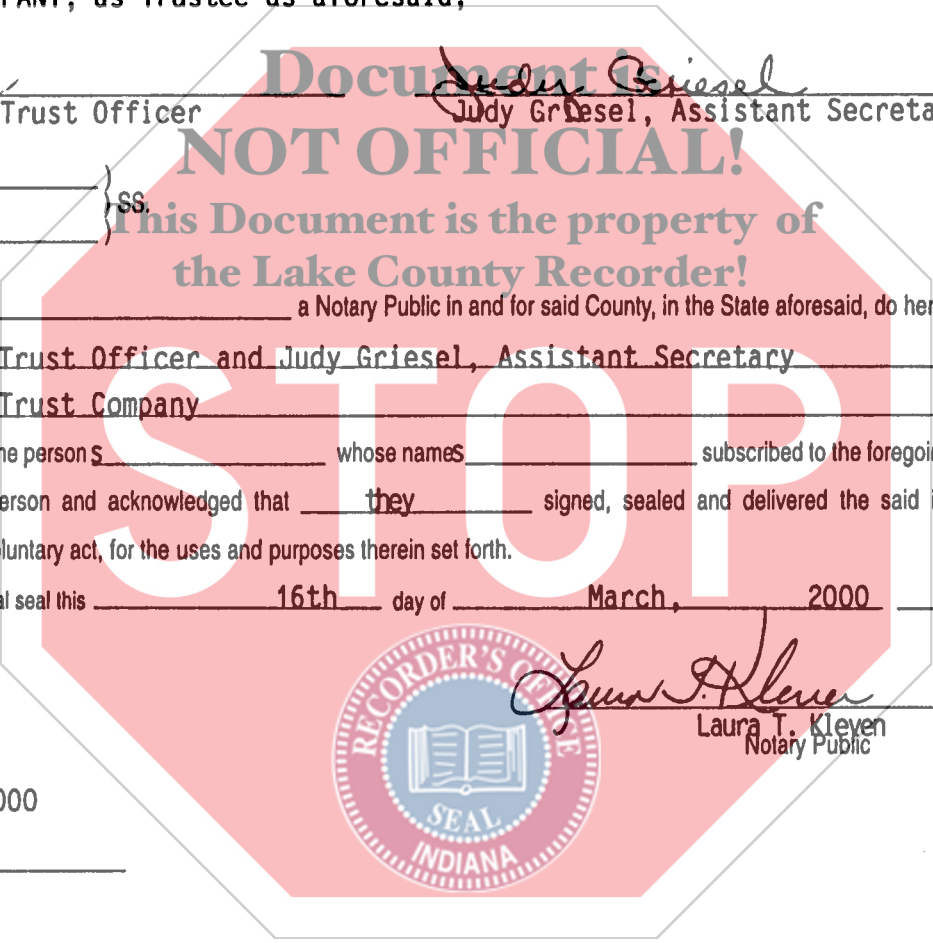 as Trustee as aforesaid,
Document is
Judy Griesel
Trust Officer
Judy Griesel, Assistant Secreta
NOT OFFICIAL!
SS.
This Document is the property of
the Lake County Recorder!
a Notary Public in and for said County, in the State aforesaid, do her
Trust Officer and Judy Griesel, Assistant Secretary
Trust Company
ne persons whose names subscribed to the foregoi
erson and acknowledged that they signed, sealed and delivered the said i
luntary act, for the uses and purposes therein set forth.
al seal this 16th day of March, 2000
STOP
Laura T. Kleven
Laura T. Kleven
Notary Public
RECORDER'S OFFICE
SEAL
INDIANA
000